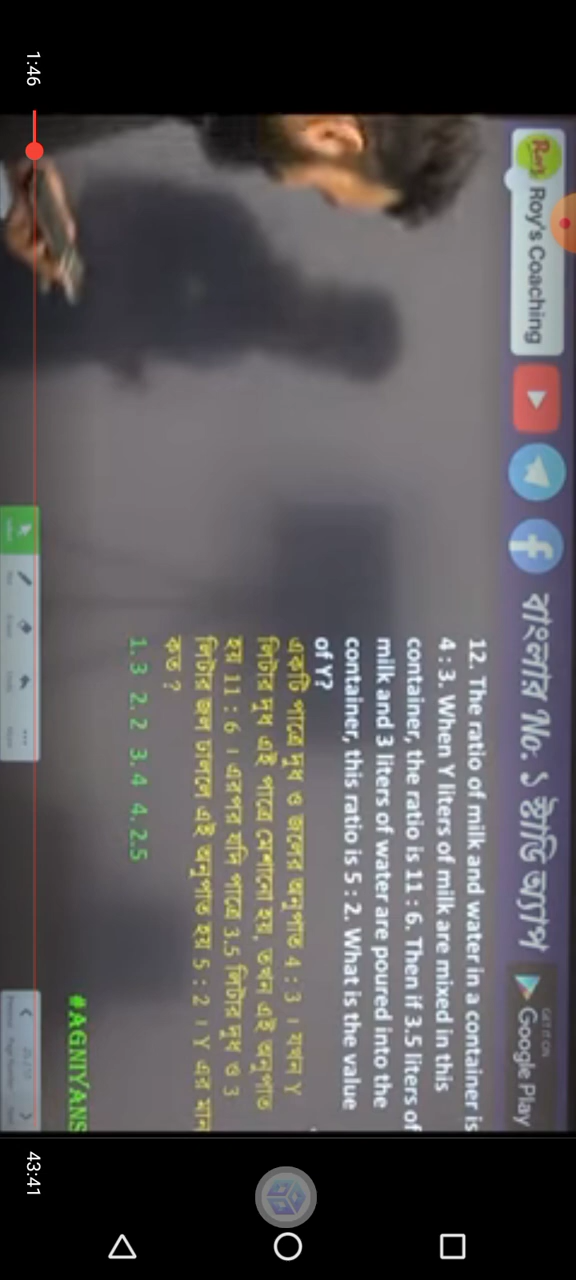 1:46
Roy's Coaching
বাংলার No. ১ স্টাডি অ্যাপ
GET IT ON
Google Play
12. The ratio of milk and water in a container is
4 : 3. When Y liters of milk are mixed in this
container, the ratio is 11 : 6. Then if 3.5 liters of
milk and 3 liters of water are poured into the
container, this ratio is 5 : 2. What is the value
of Y?
একটি পাত্রে দুধ ও জলের অনুপাত 4 : 3 । যখন Y
লিটার দুধ এই পাত্রে মেশানো হয়, তখন এই অনুপাত
হয় 11 : 6 । এরপর যদি পাত্রে 3.5 লিটার দুধ ও 3
লিটার জল ঢাললে এই অনুপাত হয় 5 : 2 । Y এর মান
কত ?
1. 3 2. 2 3. 4 4. 2.5
#AGNIYANS
43:41